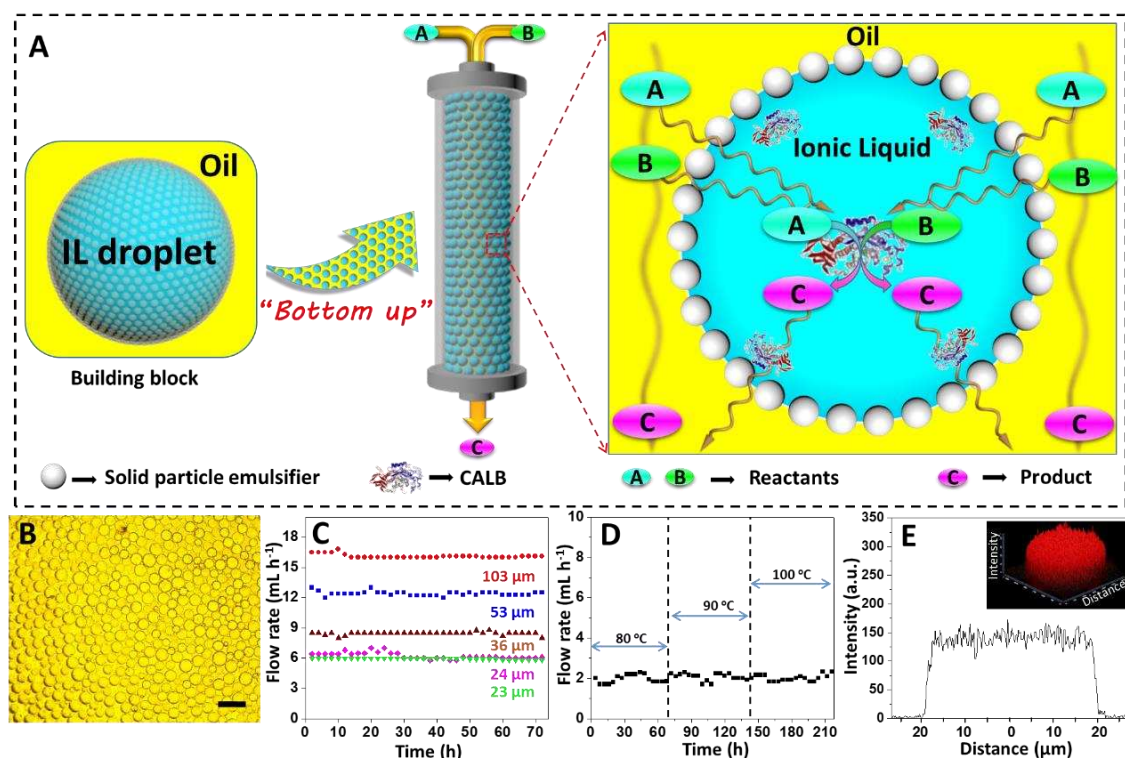 A
A
B
Oil
IL droplet
"Bottom up"
Building block
C
Oil
A
A
Ionic Liquid
B
B
A
B
C
C
C
C
Solid particle emulsifier
CALB
A
B
Reactants
C
Product
B
C
Flow rate (mL h⁻¹)
18
15
12
9
6
3
0
103 µm
53 µm
36 µm
24 µm
23 µm
0 10 20 30 40 50 60 70
Time (h)
D
Flow rate (mL h⁻¹)
10
8
6
4
2
0
80 °C
90 °C
100 °C
0 30 60 90 120 150 180 210
Time (h)
E
Intensity (a.u.)
350
300
250
200
150
100
50
0
Intensity
Distance
20 10 0 10 20
Distance (µm)